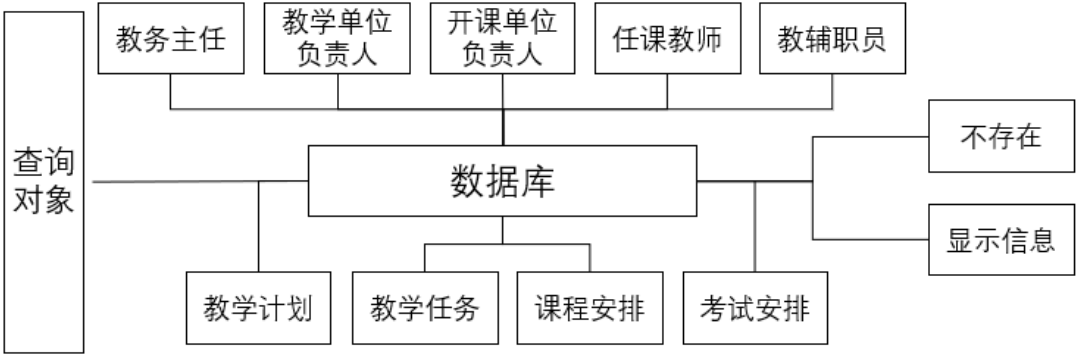 教务主任
教学单位
负责人
开课单位
负责人
任课教师
教辅职员
查询
对象
数据库
不存在
显示信息
教学计划
教学任务
课程安排
考试安排